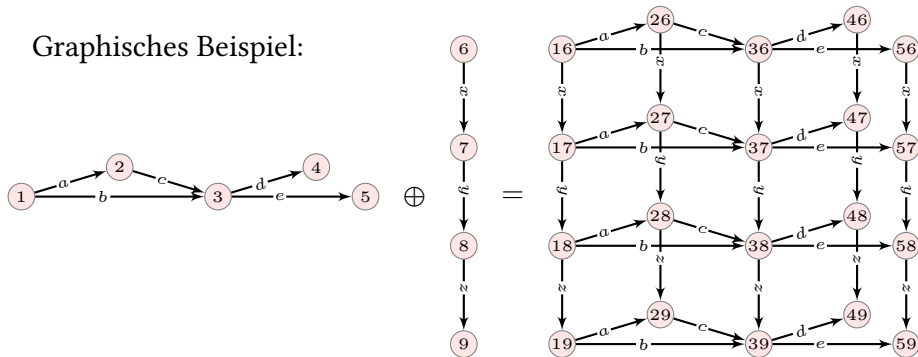 Graphisches Beispiel:
1 a 2 b c 3 d 4 e 5
⊕
6 x 7 y 8 z 9
=
16 a 26 b c 36 d 46 e 56
x x x x x
17 a 27 b c 37 d 47 e 57
y y y y y
18 a 28 b c 38 d 48 e 58
z z z z z
19 a 29 b c 39 d 49 e 59